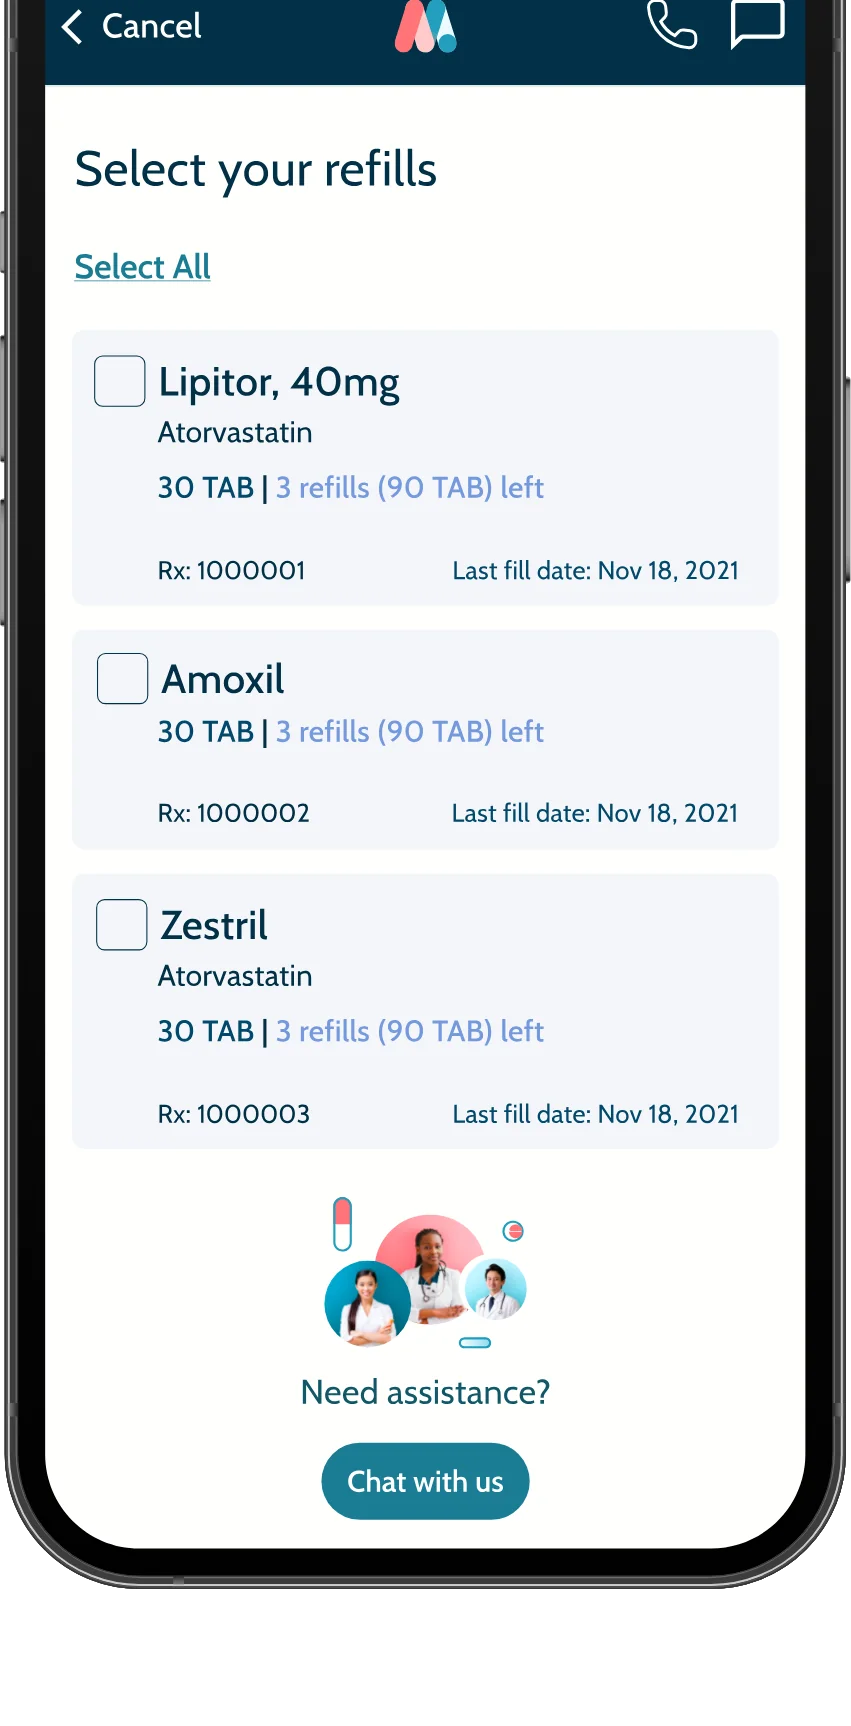 Cancel
Select your refills
Select All
Lipitor, 40mg
Atorvastatin
30 TAB | 3 refills (90 TAB) left
Rx: 1000001 Last fill date: Nov 18, 2021
Amoxil
30 TAB | 3 refills (90 TAB) left
Rx: 1000002 Last fill date: Nov 18, 2021
Zestril
Atorvastatin
30 TAB | 3 refills (90 TAB) left
Rx: 1000003 Last fill date: Nov 18, 2021
Need assistance?
Chat with us